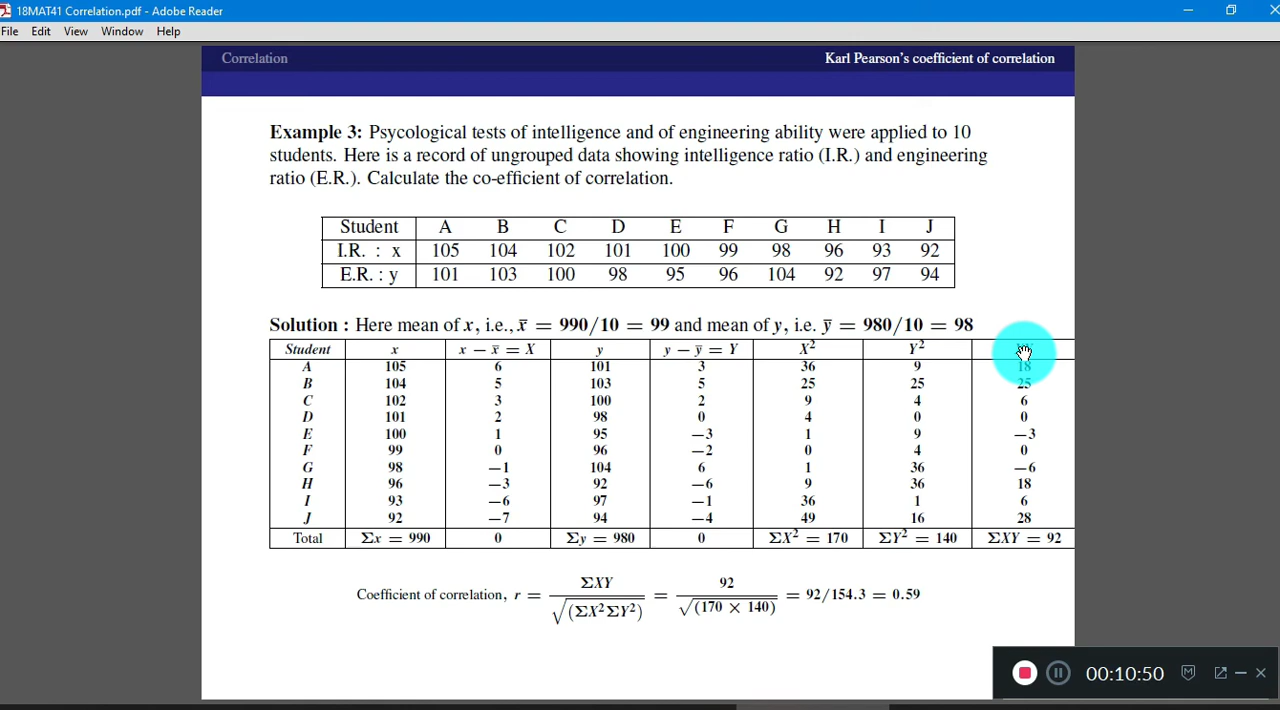 18MAT41 Correlation.pdf - Adobe Reader
File Edit View Window Help
Correlation Karl Pearson's coefficient of correlation
Example 3: Psycological tests of intelligence and of engineering ability were applied to 10
students. Here is a record of ungrouped data showing intelligence ratio (I.R.) and engineering
ratio (E.R.). Calculate the co-efficient of correlation.
Student A B C D E F G H I J
I.R. : x 105 104 102 101 100 99 98 96 93 92
E.R. : y 101 103 100 98 95 96 104 92 97 94
Solution : Here mean of x, i.e., x̄ = 990/10 = 99 and mean of y, i.e. ȳ = 980/10 = 98
Student x x − x̄ = X y y − ȳ = Y X² Y²
A 105 6 101 3 36 9 18
B 104 5 103 5 25 25 25
C 102 3 100 2 9 4 6
D 101 2 98 0 4 0 0
E 100 1 95 −3 1 9 −3
F 99 0 96 −2 0 4 0
G 98 −1 104 6 1 36 −6
H 96 −3 92 −6 9 36 18
I 93 −6 97 −1 36 1 6
J 92 −7 94 −4 49 16 28
Total Σx = 990 0 Σy = 980 0 ΣX² = 170 ΣY² = 140 ΣXY = 92
Coefficient of correlation, r = ΣXY / √(ΣX²ΣY²) = 92 / √(170 × 140) = 92/154.3 = 0.59
00:10:50